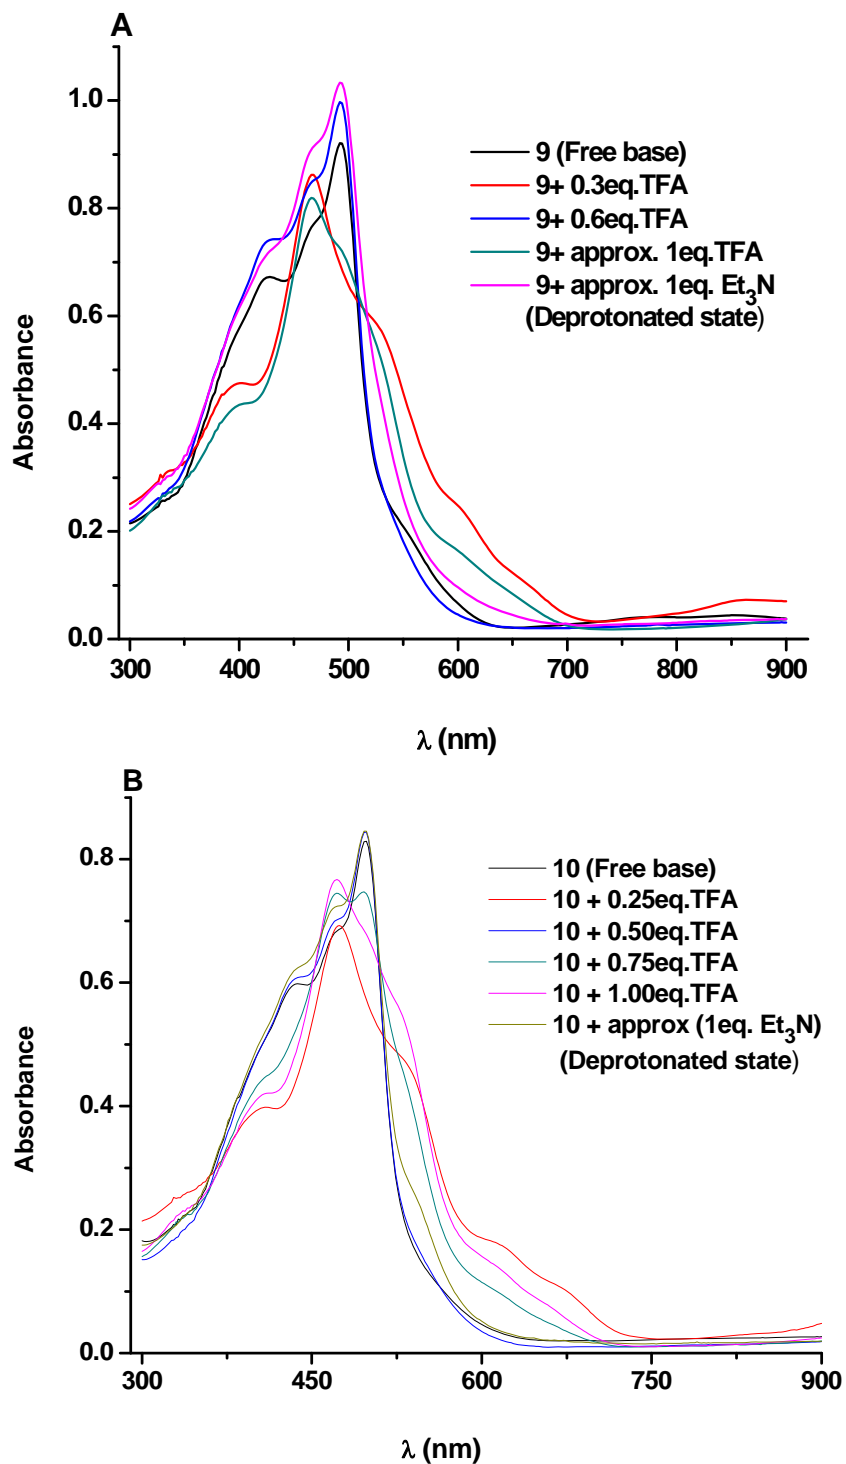 A
1.0
0.8
0.6
0.4
0.2
0.0
Absorbance
9 (Free base)
9+ 0.3eq.TFA
9+ 0.6eq.TFA
9+ approx. 1eq.TFA
9+ approx. 1eq. Et3N
(Deprotonated state)
300 400 500 600 700 800 900
λ (nm)
B
0.8
0.6
0.4
0.2
0.0
Absorbance
10 (Free base)
10 + 0.25eq.TFA
10 + 0.50eq.TFA
10 + 0.75eq.TFA
10 + 1.00eq.TFA
10 + approx (1eq. Et3N)
(Deprotonated state)
300 450 600 750 900
λ (nm)